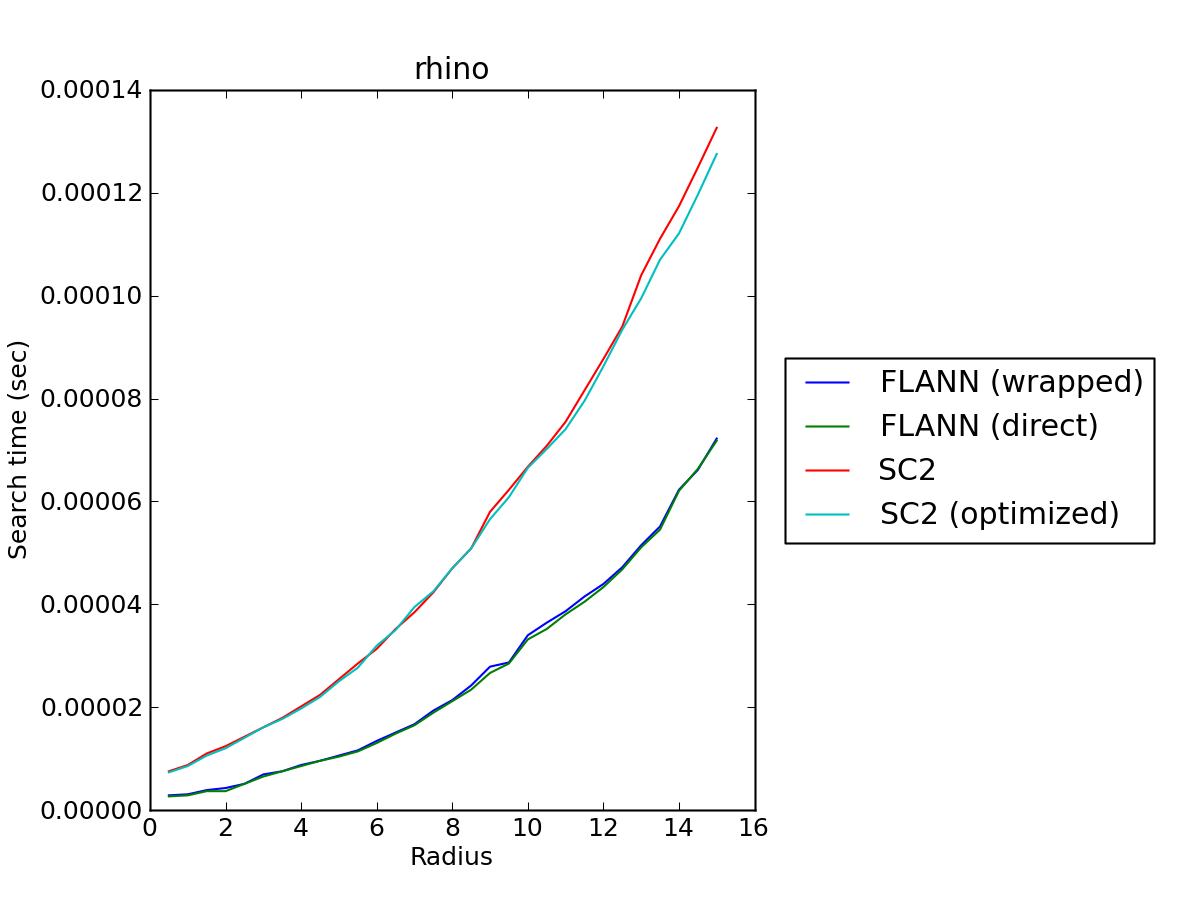 rhino
0.00014
0.00012
0.00010
0.00008
0.00006
0.00004
0.00002
0.00000
Search time (sec)
0 2 4 6 8 10 12 14 16
Radius
FLANN (wrapped)
FLANN (direct)
SC2
SC2 (optimized)